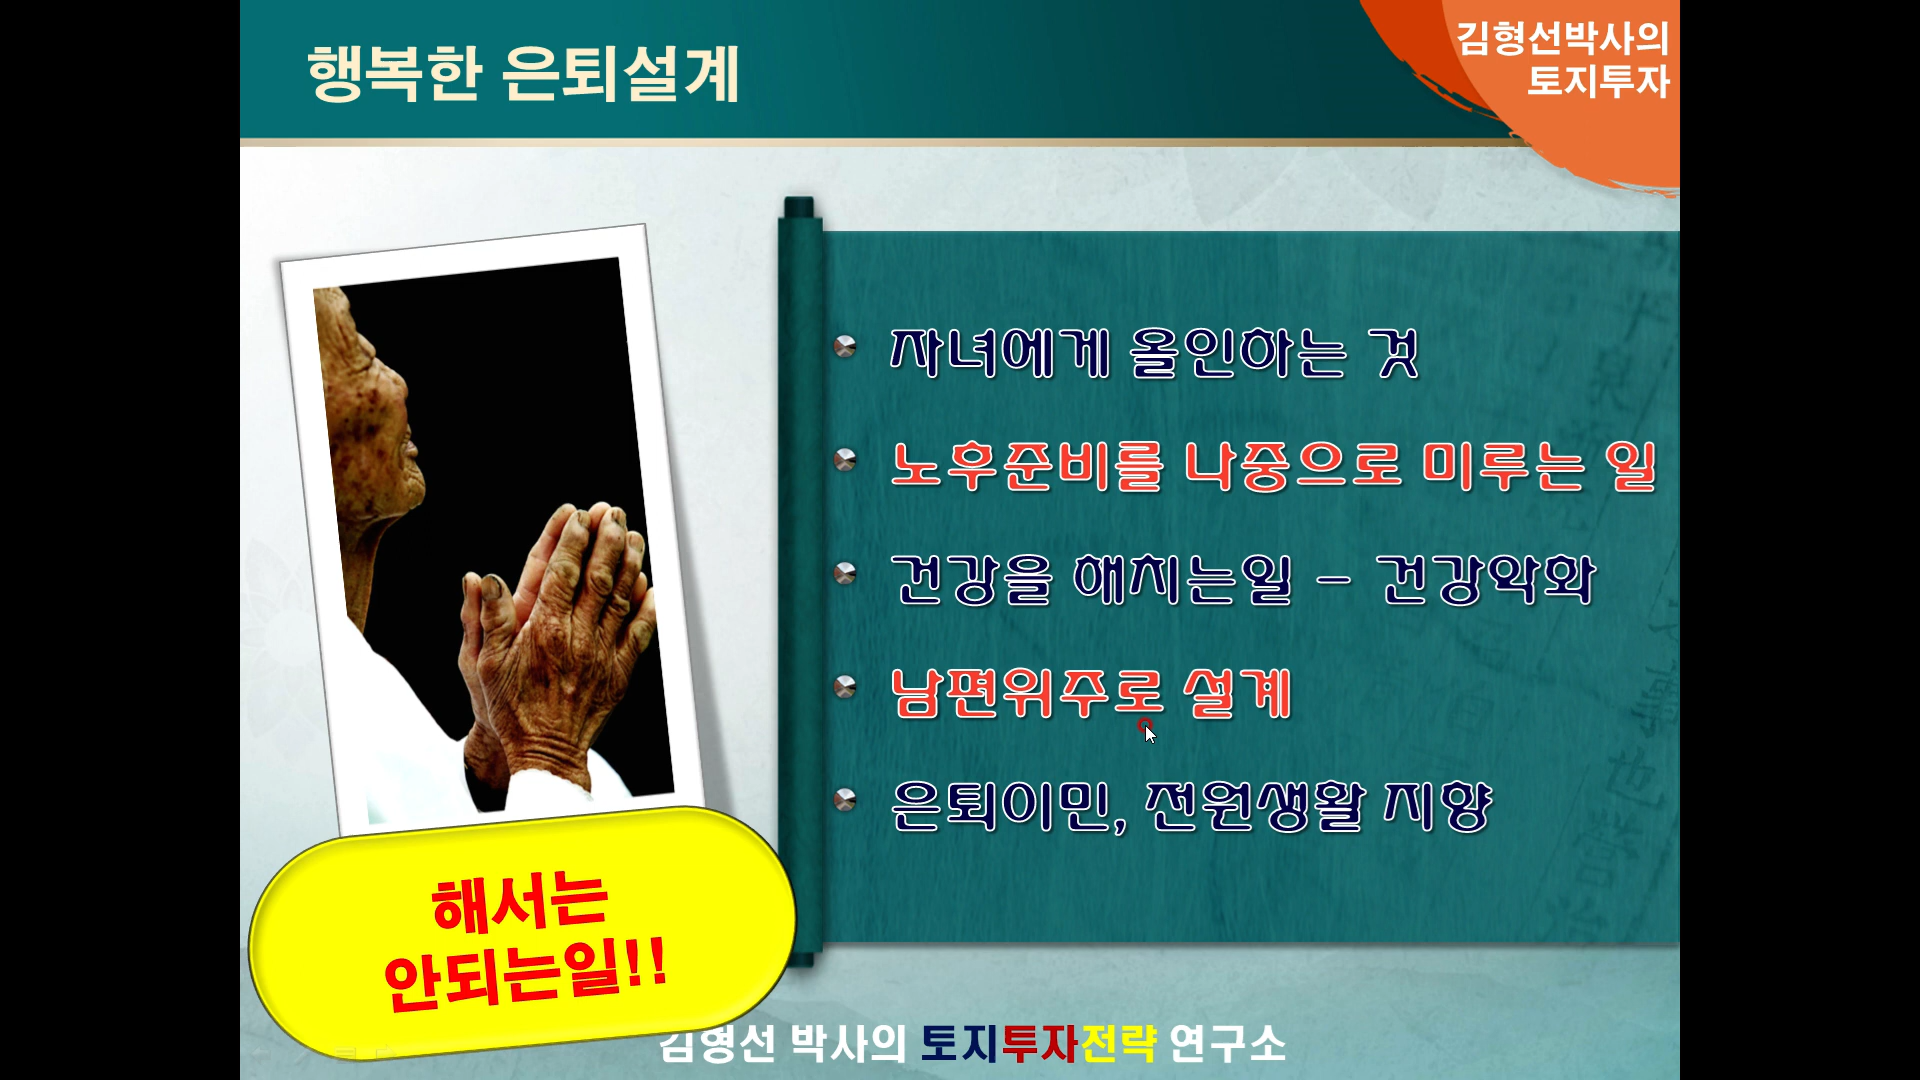 행복한 은퇴설계
김형선박사의
토지투자
자녀에게 올인하는 것
노후준비를 나중으로 미루는 일
건강을 해치는일 - 건강악화
남편위주로 설계
은퇴이민, 전원생활 지향
해서는
안되는일!!
김형선 박사의 토지투자전략 연구소